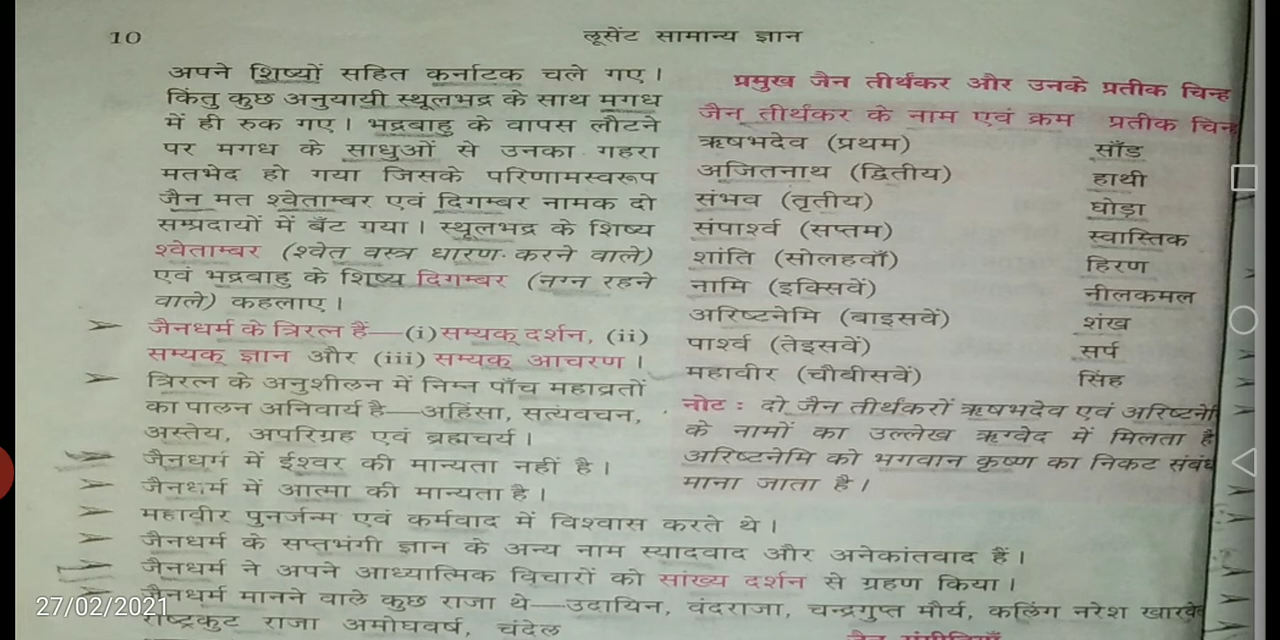 10
लूसेंट सामान्य ज्ञान
अपने शिष्यों सहित कर्नाटक चले गए।
किंतु कुछ अनुयायी स्थूलभद्र के साथ मगध
में ही रुक गए। भद्रबाहु के वापस लौटने
पर मगध के साधुओं से उनका गहरा
मतभेद हो गया जिसके परिणामस्वरूप
जैन मत श्वेताम्बर एवं दिगम्बर नामक दो
सम्प्रदायों में बँट गया। स्थूलभद्र के शिष्य
श्वेताम्बर (श्वेत वस्त्र धारण करने वाले)
एवं भद्रबाहु के शिष्य दिगम्बर (नग्न रहने
वाले) कहलाए।
➢ जैनधर्म के त्रिरत्न हैं—(i) सम्यक् दर्शन, (ii)
सम्यक् ज्ञान और (iii) सम्यक् आचरण।
➢ त्रिरत्न के अनुशीलन में निम्न पाँच महाव्रतों
का पालन अनिवार्य है—अहिंसा, सत्यवचन,
अस्तेय, अपरिग्रह एवं ब्रह्मचर्य।
➢ जैनधर्म में ईश्वर की मान्यता नहीं है।
➢ जैनधर्म में आत्मा की मान्यता है।
प्रमुख जैन तीर्थंकर और उनके प्रतीक चिन्ह
जैन तीर्थंकर के नाम एवं क्रम प्रतीक चिन्ह
ऋषभदेव (प्रथम) साँड
अजितनाथ (द्वितीय) हाथी
संभव (तृतीय) घोड़ा
संपार्श्व (सप्तम) स्वास्तिक
शांति (सोलहवाँ) हिरण
नामि (इक्सिवें) नीलकमल
अरिष्टनेमि (बाइसवें) शंख
पार्श्व (तेइसवें) सर्प
महावीर (चौबीसवें) सिंह
नोट : दो जैन तीर्थंकरों ऋषभदेव एवं अरिष्टने
के नामों का उल्लेख ऋग्वेद में मिलता है
अरिष्टनेमि को भगवान कृष्ण का निकट संबंध
माना जाता है।
➢ महावीर पुनर्जन्म एवं कर्मवाद में विश्वास करते थे।
➢ जैनधर्म के सप्तभंगी ज्ञान के अन्य नाम स्यादवाद और अनेकांतवाद हैं।
➢ जैनधर्म ने अपने आध्यात्मिक विचारों को सांख्य दर्शन से ग्रहण किया।
➢ जैनधर्म मानने वाले कुछ राजा थे—उदायिन, वंदराजा, चन्द्रगुप्त मौर्य, कलिंग नरेश खारवे
राष्ट्रकुट राजा अमोघवर्ष, चंदेल
27/02/2021